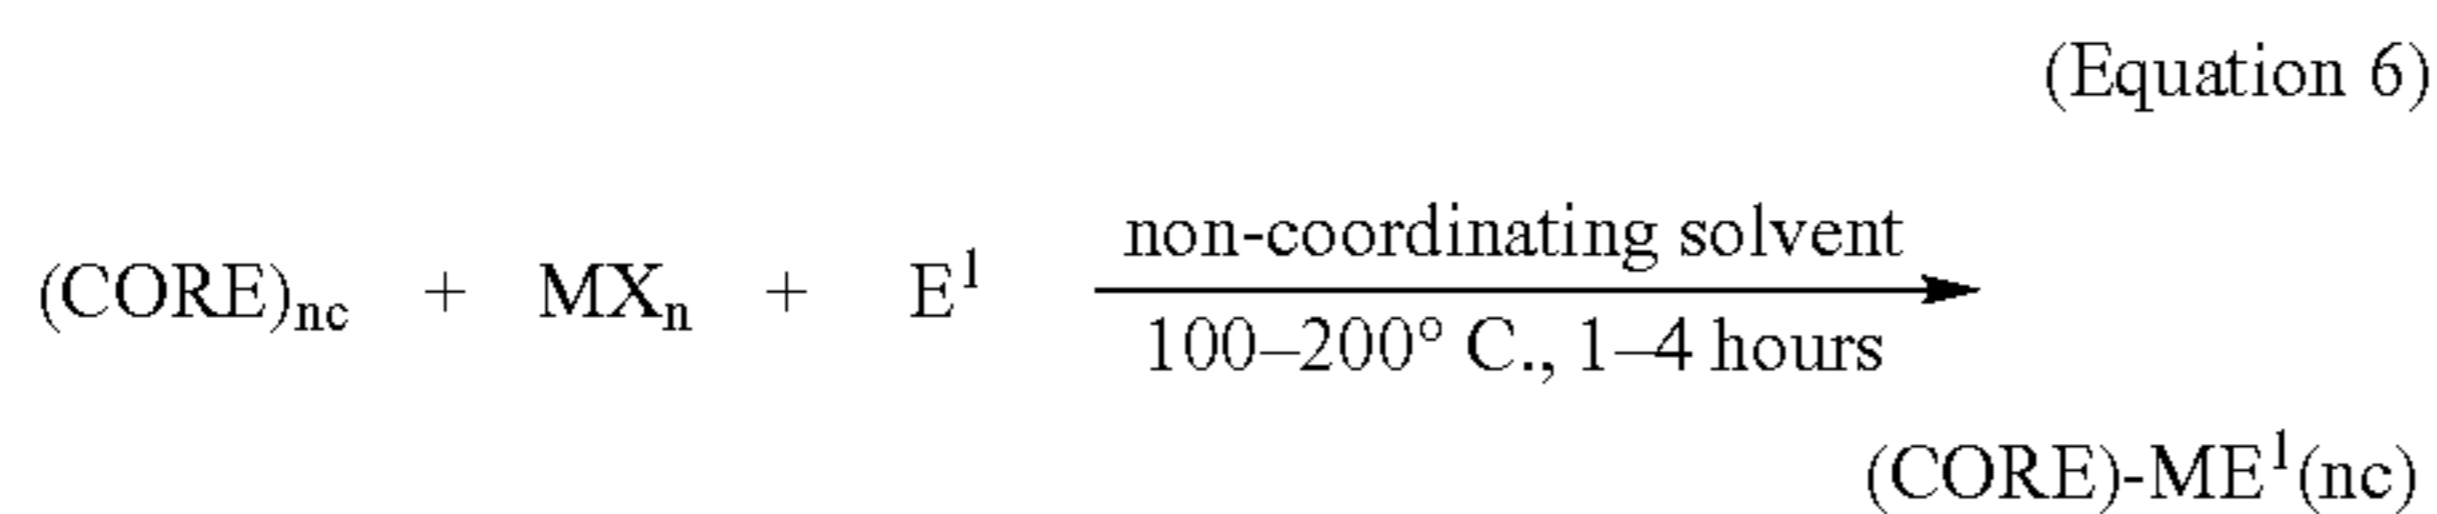 (Equation 6)
non-coordinating solvent
(CORE)nc + MXn + E¹
100–200° C., 1–4 hours
(CORE)-ME¹(nc)